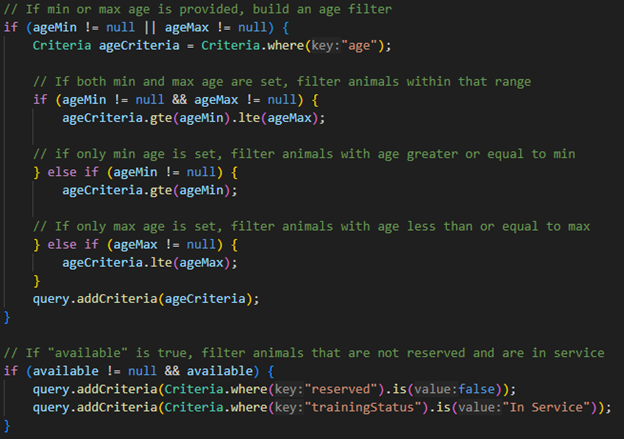 // If min or max age is provided, build an age filter
if (ageMin != null || ageMax != null) {
    Criteria ageCriteria = Criteria.where(key:"age");

    // If both min and max age are set, filter animals within that range
    if (ageMin != null && ageMax != null) {
        ageCriteria.gte(ageMin).lte(ageMax);

    // if only min age is set, filter animals with age greater or equal to min
    } else if (ageMin != null) {
        ageCriteria.gte(ageMin);

    // If only max age is set, filter animals with age less than or equal to max
    } else if (ageMax != null) {
        ageCriteria.lte(ageMax);
    }
    query.addCriteria(ageCriteria);
}

// If "available" is true, filter animals that are not reserved and are in service
if (available != null && available) {
    query.addCriteria(Criteria.where(key:"reserved").is(value:false));
    query.addCriteria(Criteria.where(key:"trainingStatus").is(value:"In Service"));
}